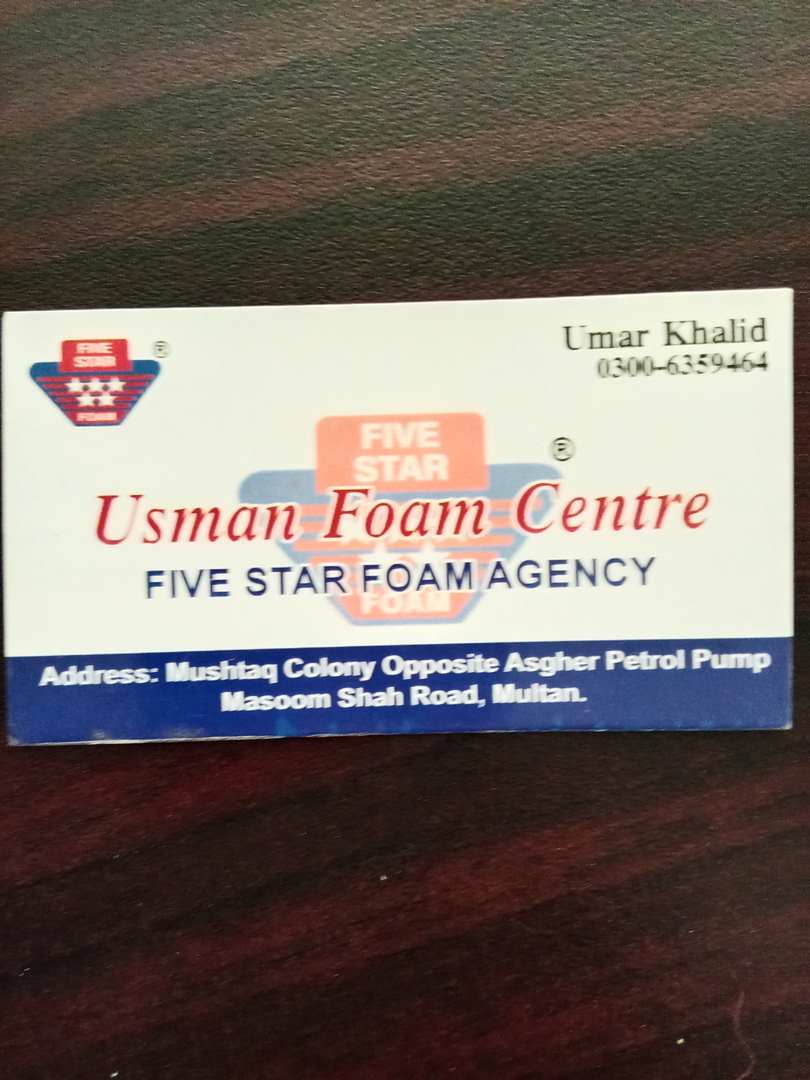 FIVE
STAR
FOAM
®
Umar Khalid
0300-6359464
FIVE
STAR
®
Usman Foam Centre
FIVE STAR FOAM AGENCY
FOAM
Address: Mushtaq Colony Opposite Asgher Petrol Pump
Masoom Shah Road, Multan.